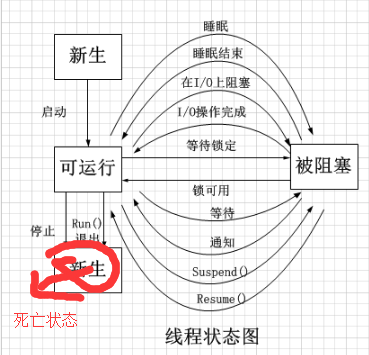 睡眠
新生
睡眠结束
在I/O上阻塞
启动
I/O操作完成
等待锁定
可运行
被阻塞
锁可用
等待
停止
Run()
退出
通知
新生
Suspend()
Resume()
死亡状态
线程状态图